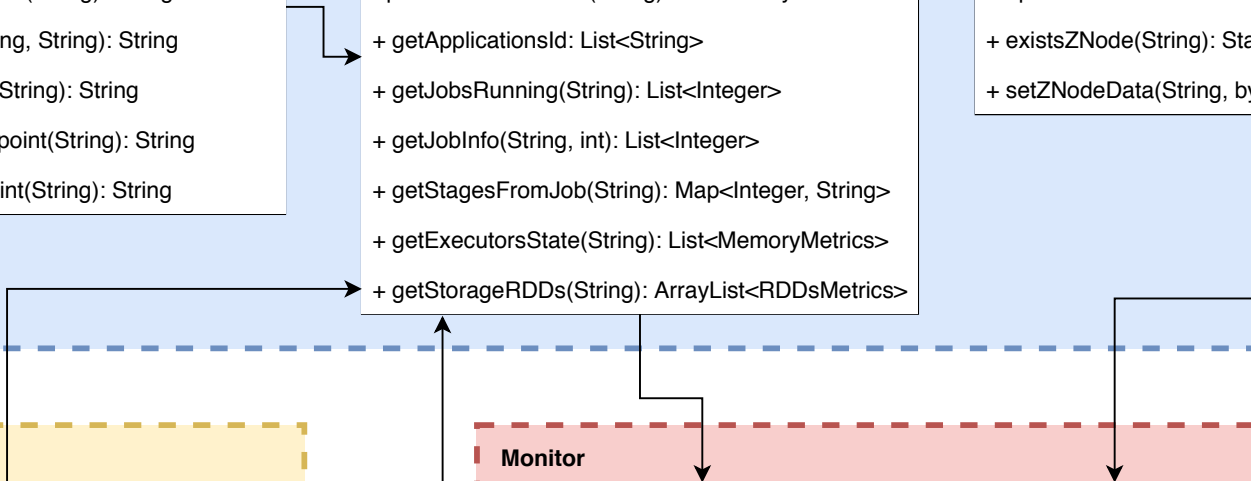 ng, String): String
String): String
point(String): String
int(String): String
+ getApplicationsId: List<String>
+ getJobsRunning(String): List<Integer>
+ getJobInfo(String, int): List<Integer>
+ getStagesFromJob(String): Map<Integer, String>
+ getExecutorsState(String): List<MemoryMetrics>
+ getStorageRDDs(String): ArrayList<RDDsMetrics>
+ existsZNode(String): Sta
+ setZNodeData(String, by
Monitor